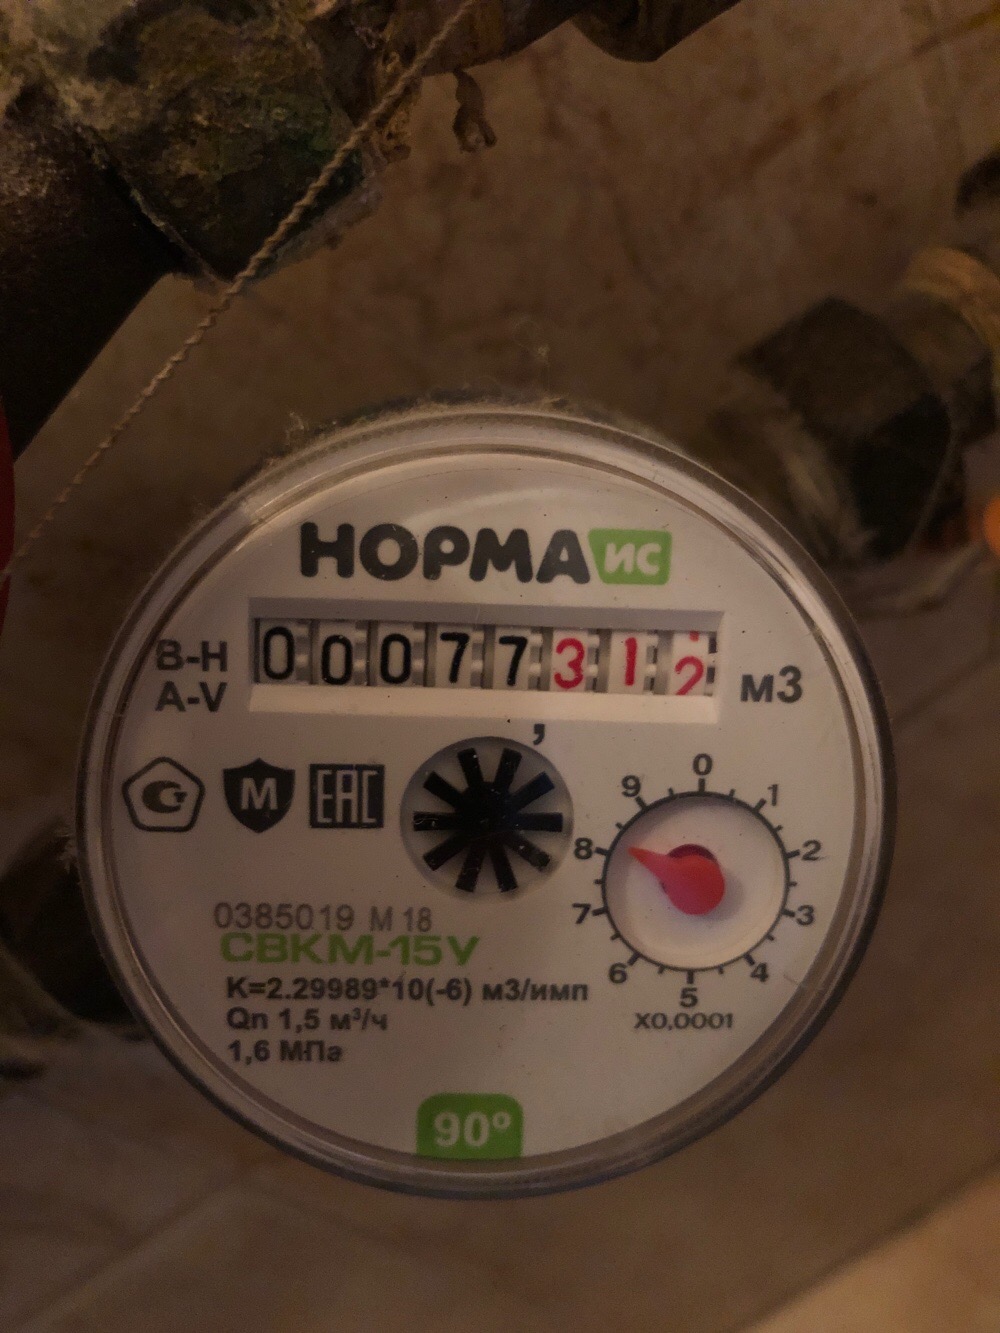 НОРМА ИС
B-H
A-V
00077312 м3
,
М ЕАС
0385019 М 18
СВКМ-15У
K=2.29989*10(-6) м3/имп
Qn 1,5 м³/ч
1,6 МПа
0
1
2
3
4
5
6
7
8
9
X0,0001
90°